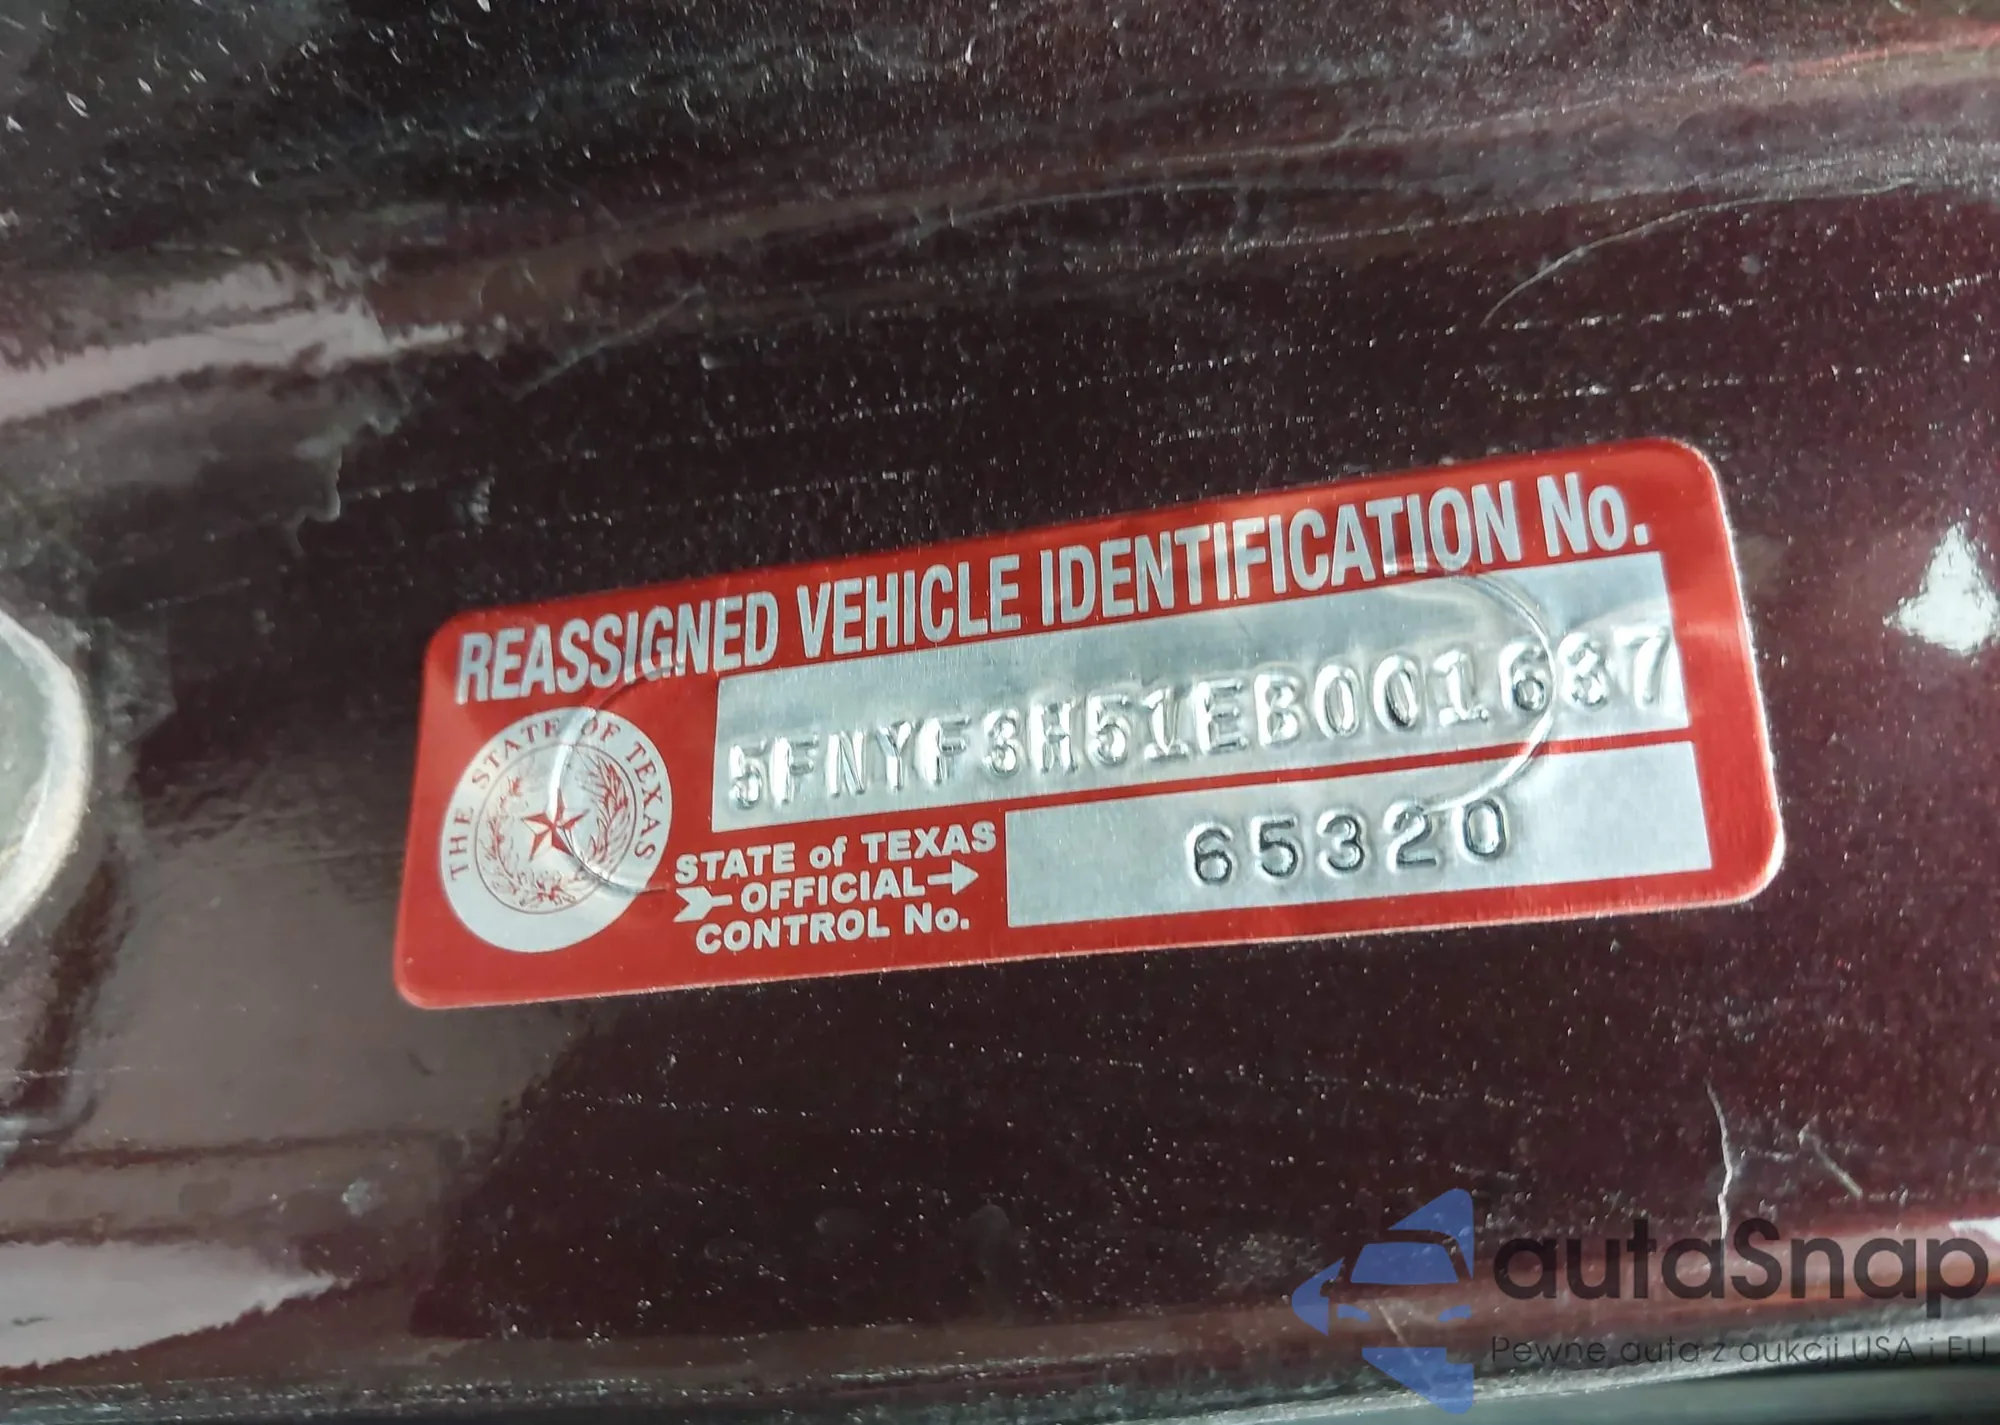 REASSIGNED VEHICLE IDENTIFICATION No.
5FNYF3H51EB001637
THE STATE OF TEXAS
STATE of TEXAS
OFFICIAL
CONTROL No.
65320
autaSnap
Pewne auta z aukcji USA i EU